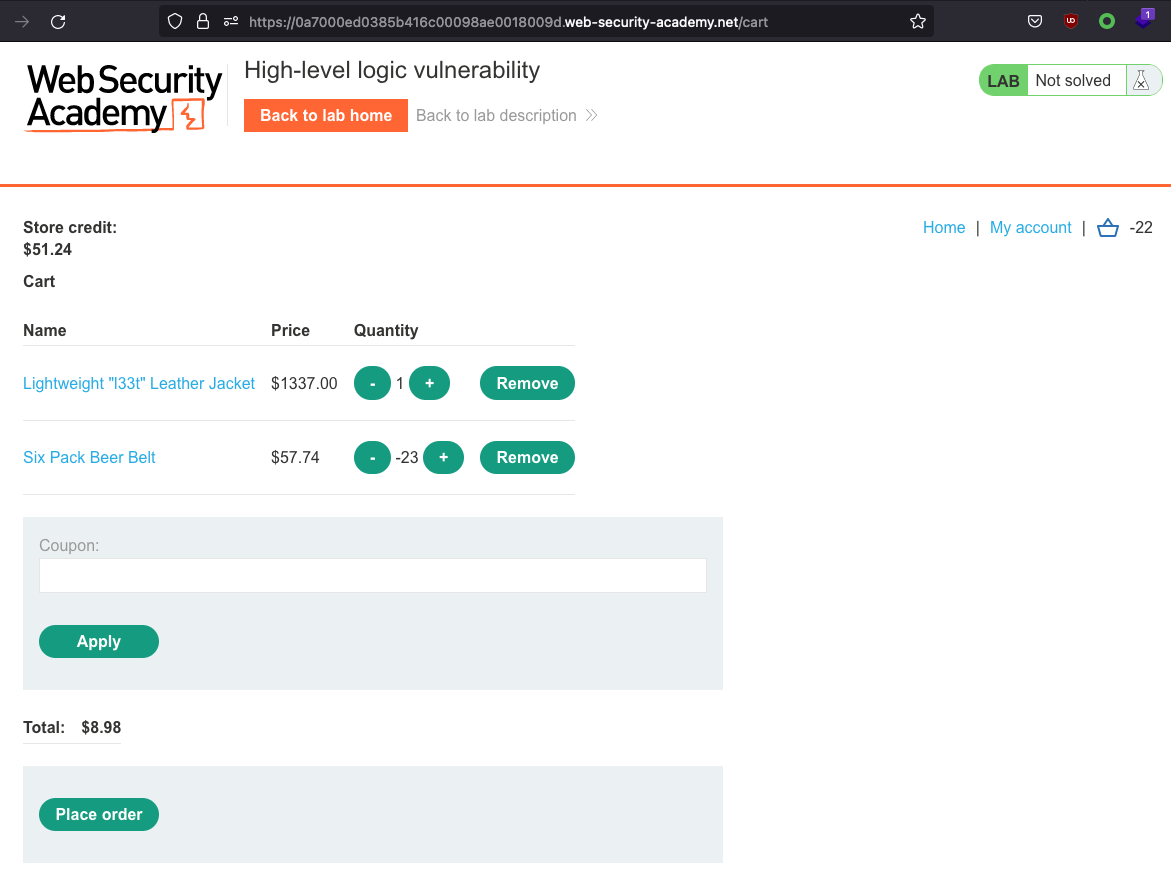 https://0a7000ed0385b416c00098ae0018009d.web-security-academy.net/cart
1
WebSecurity
Academy
High-level logic vulnerability
Back to lab home
Back to lab description
LAB Not solved
Store credit:
$51.24
Home | My account | -22
Cart
Name Price Quantity
Lightweight "l33t" Leather Jacket $1337.00 - 1 + Remove
Six Pack Beer Belt $57.74 - -23 + Remove
Coupon:
Apply
Total: $8.98
Place order